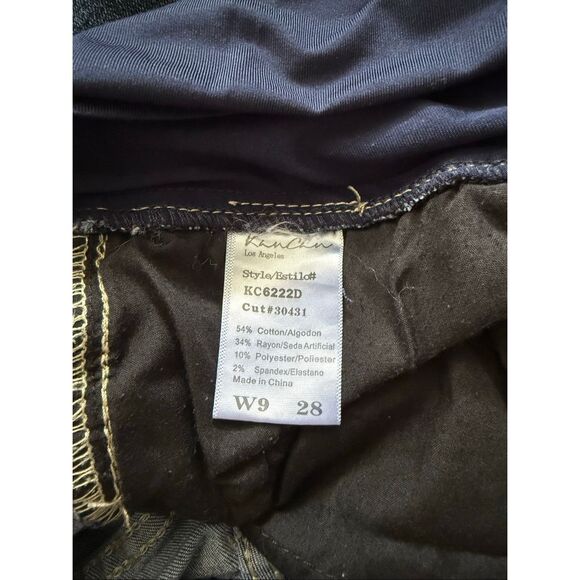 KanCan
Los Angeles
Style/Estilo#
KC6222D
Cut#30431
54% Cotton/Algodon
34% Rayon/Seda Artificial
10% Polyester/Poliester
2% Spandex/Elastano
Made in China
W9 28